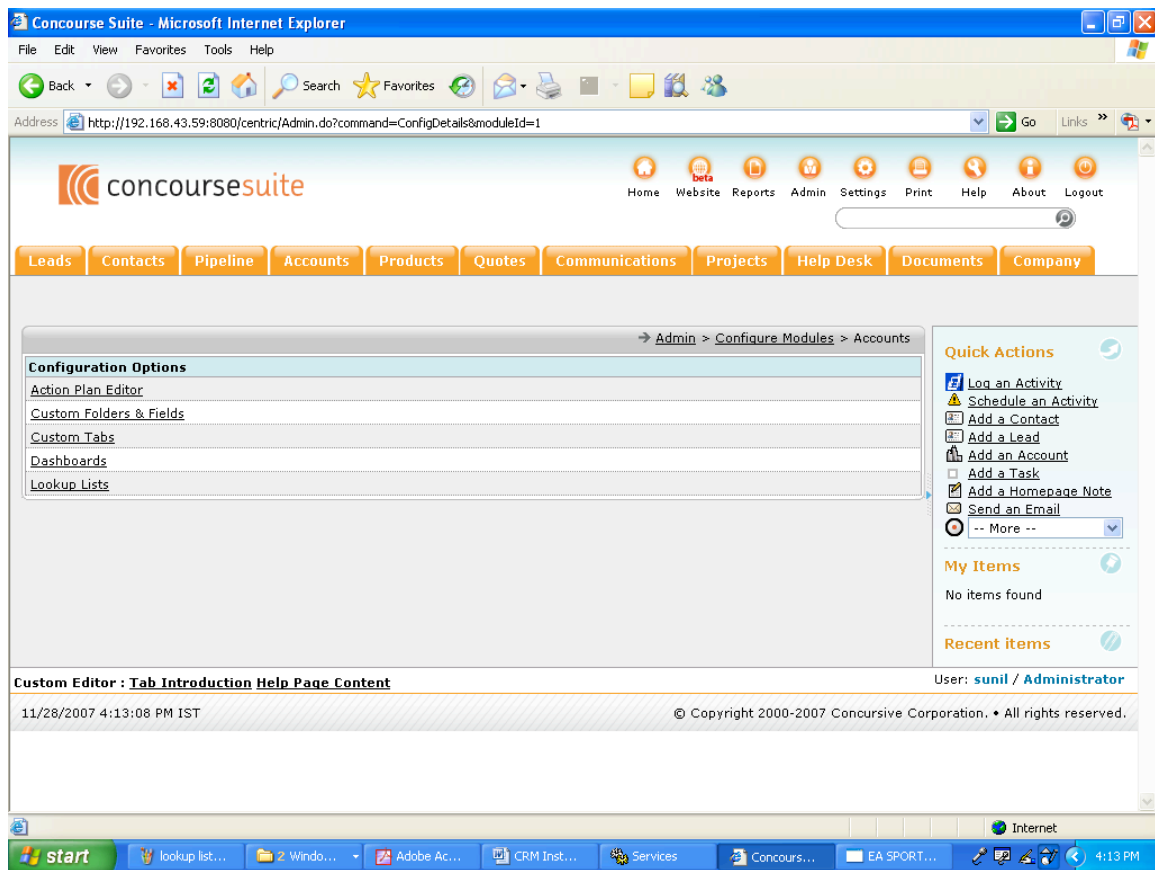 Concourse Suite - Microsoft Internet Explorer
File Edit View Favorites Tools Help
Back Search Favorites
Address http://192.168.43.59:8080/centric/Admin.do?command=ConfigDetails&moduleId=1 Go Links »
concoursesuite
beta
Home Website Reports Admin Settings Print Help About Logout
Leads Contacts Pipeline Accounts Products Quotes Communications Projects Help Desk Documents Company
Admin > Configure Modules > Accounts
Configuration Options
Action Plan Editor
Custom Folders & Fields
Custom Tabs
Dashboards
Lookup Lists
Quick Actions
Log an Activity
Schedule an Activity
Add a Contact
Add a Lead
Add an Account
Add a Task
Add a Homepage Note
Send an Email
-- More --
My Items
No items found
Recent items
Custom Editor : Tab Introduction Help Page Content
User: sunil / Administrator
11/28/2007 4:13:08 PM IST
© Copyright 2000-2007 Concursive Corporation. • All rights reserved.
Internet
start lookup list... 2 Windo... Adobe Ac... CRM Inst... Services Concours... EA SPORT... 4:13 PM